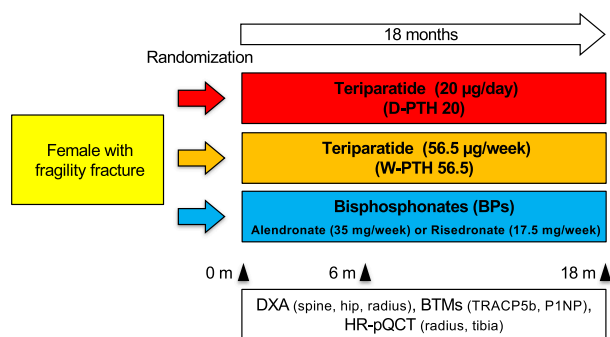 18 months
Randomization
Teriparatide (20 μg/day)
(D-PTH 20)
Female with
fragility fracture
Teriparatide (56.5 μg/week)
(W-PTH 56.5)
Bisphosphonates (BPs)
Alendronate (35 mg/week) or Risedronate (17.5 mg/week)
0 m 6 m 18 m
DXA (spine, hip, radius), BTMs (TRACP5b, P1NP),
HR-pQCT (radius, tibia)